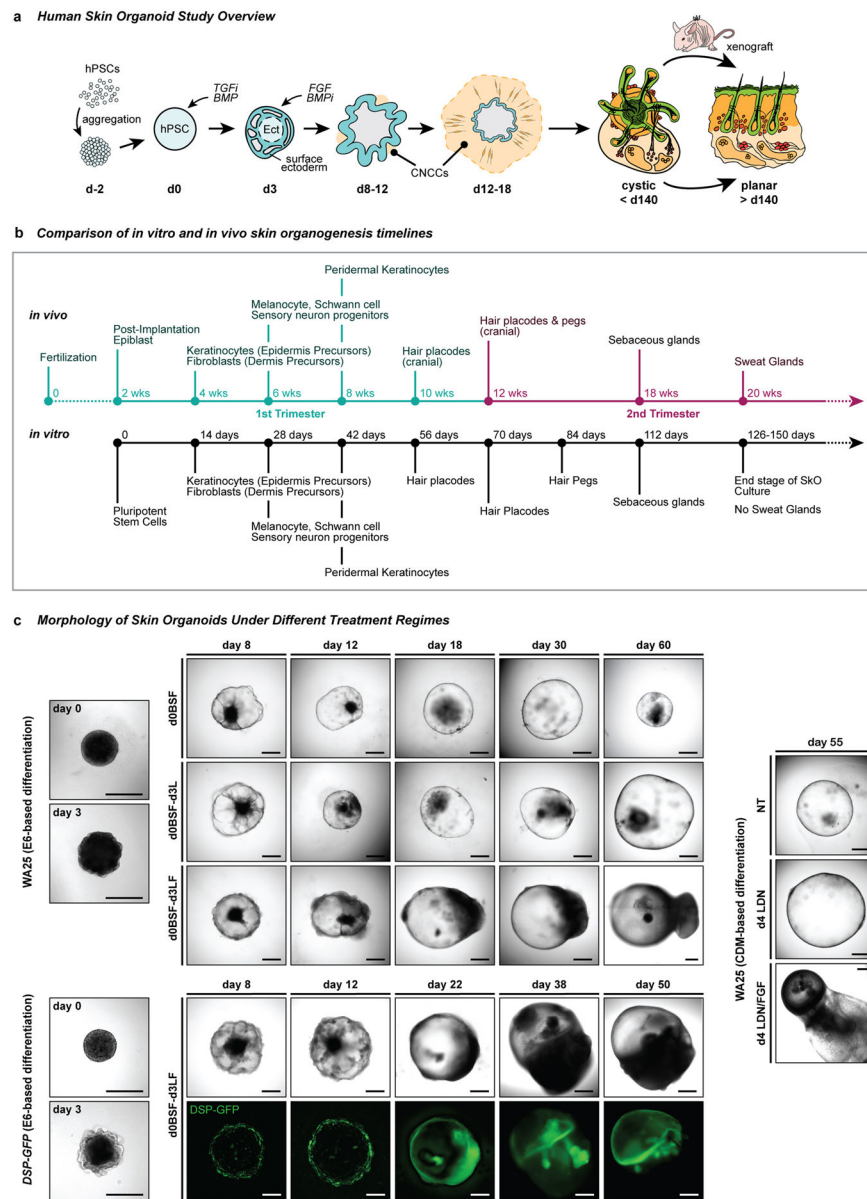 a Human Skin Organoid Study Overview
hPSCs
aggregation
d-2
TGFi
BMP
hPSC
d0
FGF
BMPi
Ect
surface
ectoderm
d3
d8-12
CNCCs
d12-18
xenograft
cystic
< d140
planar
> d140
b Comparison of in vitro and in vivo skin organogenesis timelines
Peridermal Keratinocytes
Melanocyte, Schwann cell
Sensory neuron progenitors
in vivo
Fertilization
Post-Implantation
Epiblast
Keratinocytes (Epidermis Precursors)
Fibroblasts (Dermis Precursors)
Hair placodes
(cranial)
Hair placodes & pegs
(cranial)
Sebaceous glands
Sweat Glands
0 2 wks 4 wks 6 wks 8 wks 10 wks 12 wks 18 wks 20 wks
1st Trimester 2nd Trimester
in vitro
0 14 days 28 days 42 days 56 days 70 days 84 days 112 days 126-150 days
Pluripotent
Stem Cells
Keratinocytes (Epidermis Precursors)
Fibroblasts (Dermis Precursors)
Melanocyte, Schwann cell
Sensory neuron progenitors
Peridermal Keratinocytes
Hair placodes
Hair Placodes
Hair Pegs
Sebaceous glands
End stage of SkO
Culture
No Sweat Glands
c Morphology of Skin Organoids Under Different Treatment Regimes
WA25 (E6-based differentiation)
day 0
day 3
day 8 day 12 day 18 day 30 day 60
d0BSF
d0BSF-d3L
d0BSF-d3LF
DSP-GFP (E6-based differentiation)
day 0
day 3
day 8 day 12 day 22 day 38 day 50
d0BSF-d3LF
DSP-GFP
WA25 (CDM-based differentiation)
day 55
NT
d4 LDN
d4 LDN/FGF